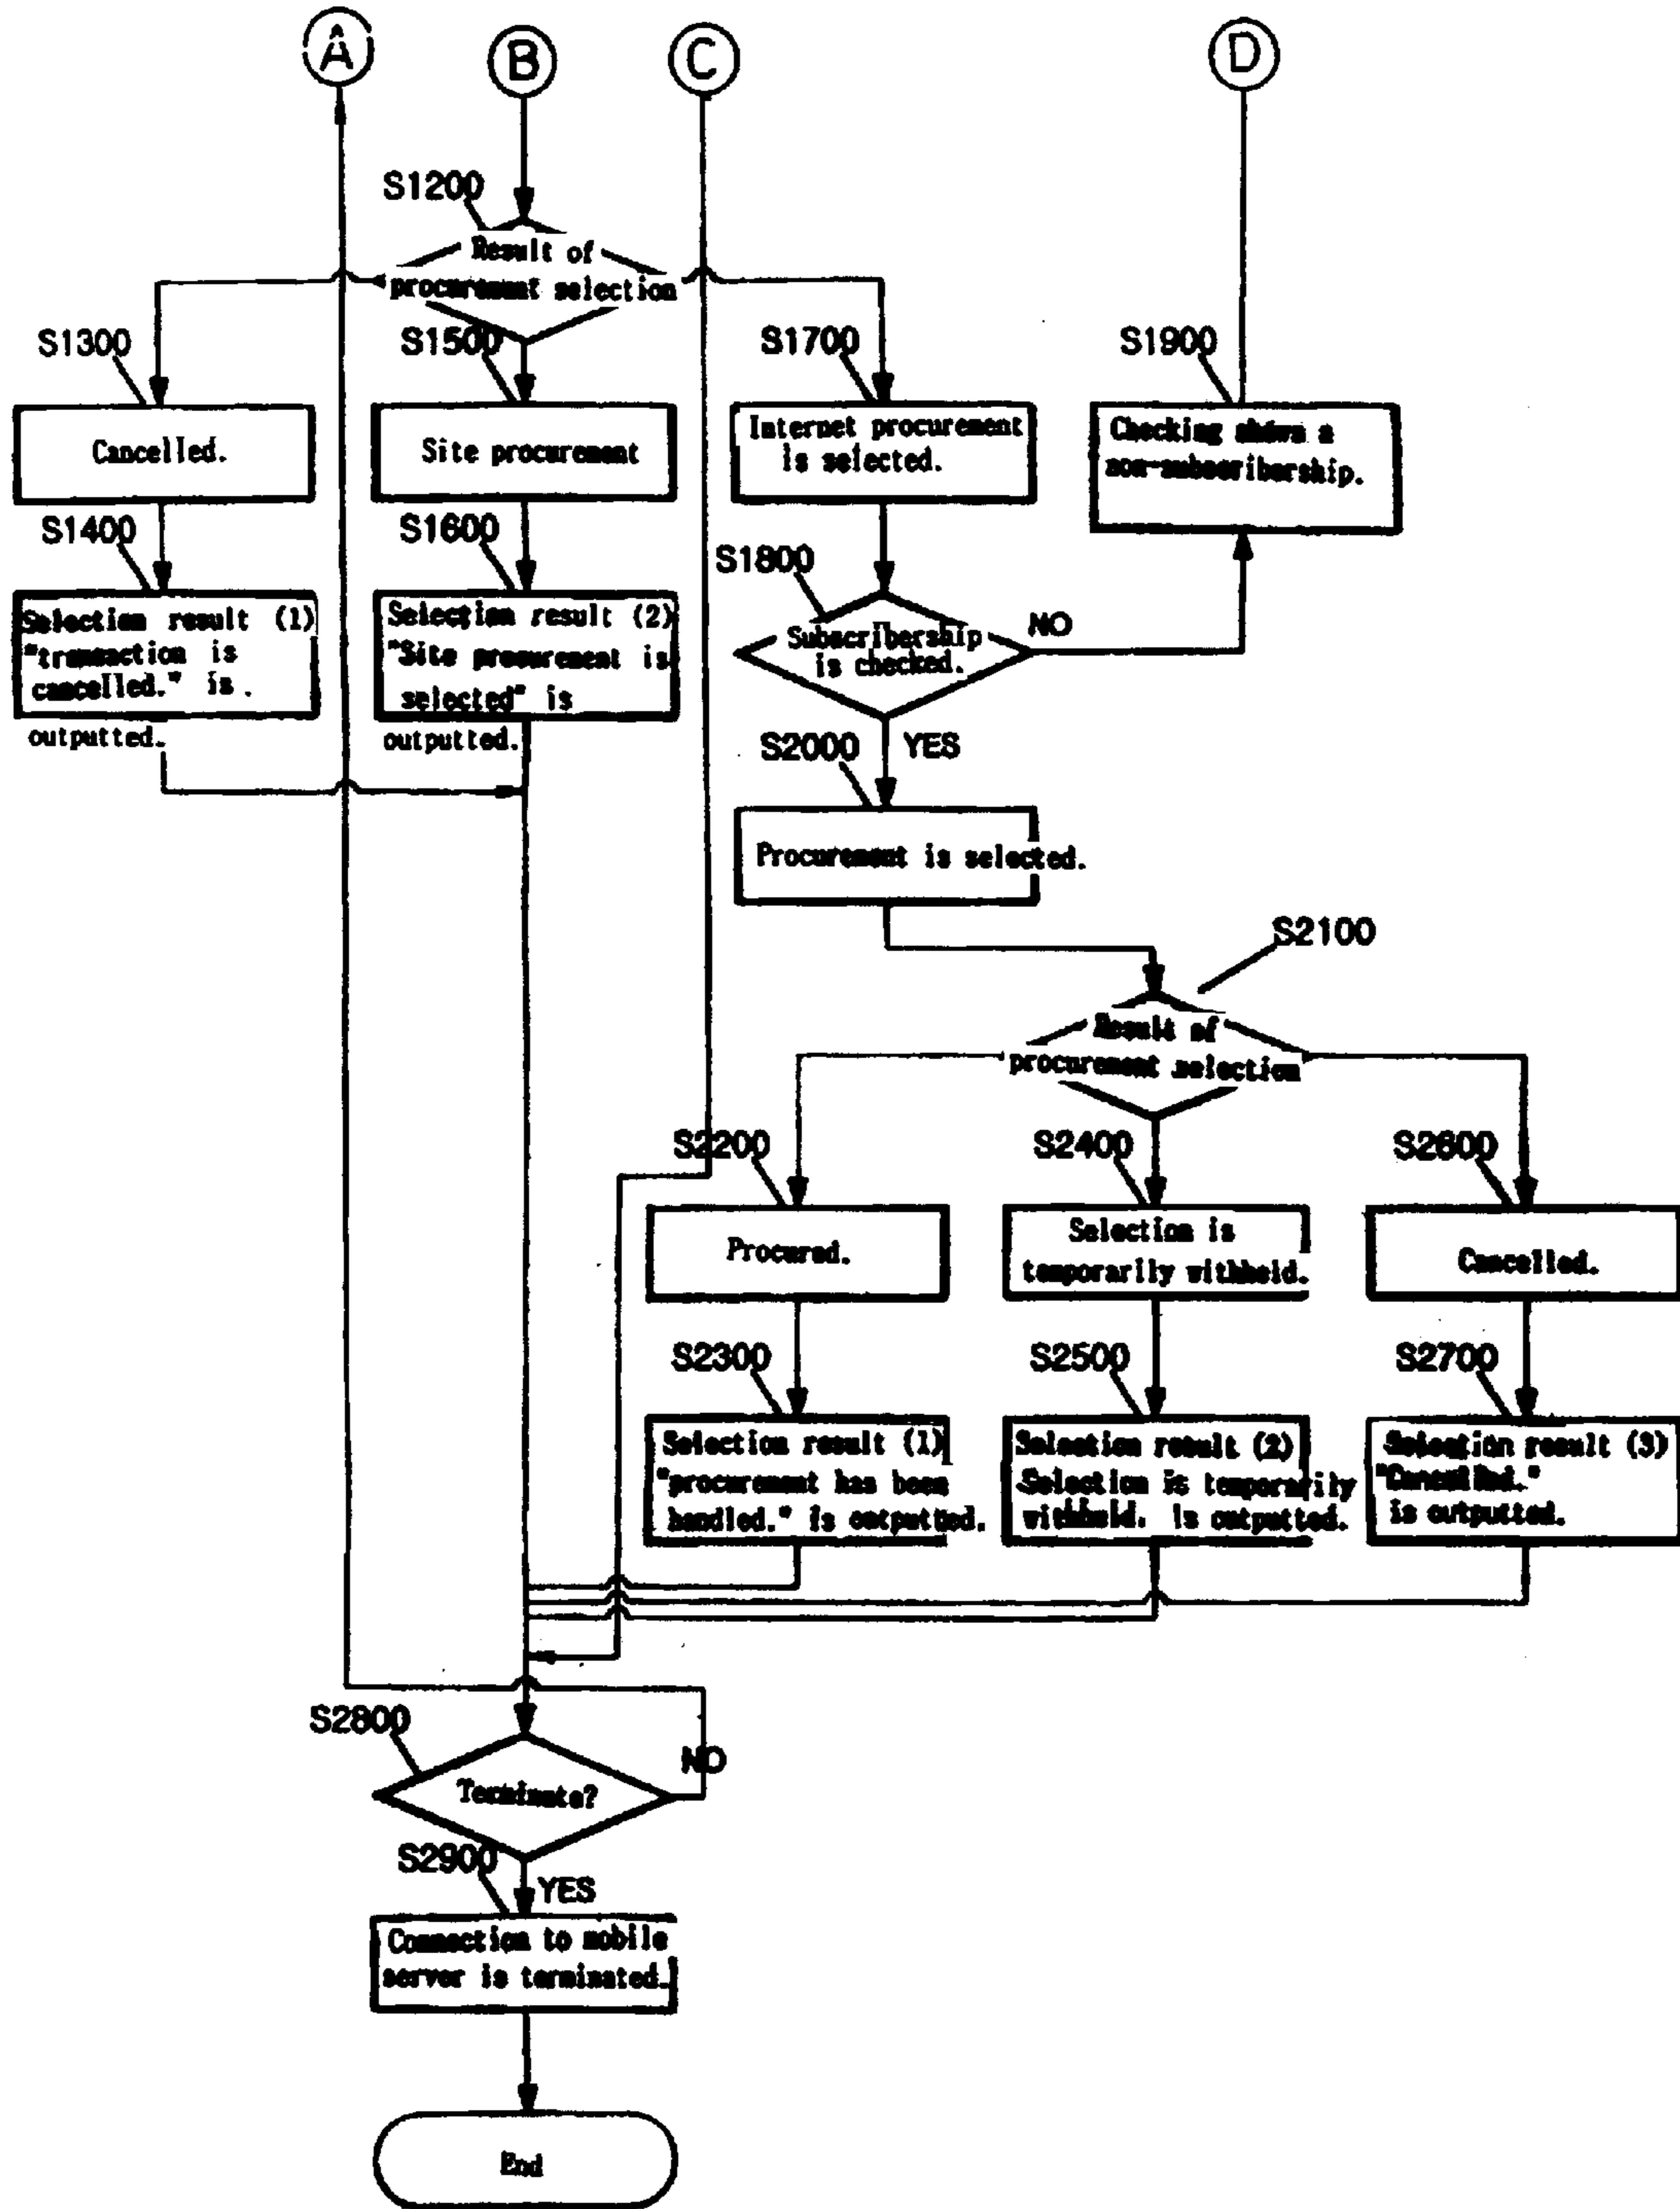 A
B
C
D
S1200
Result of
procurement selection
S1300
S1500
S1700
S1900
Cancelled.
Site procurement
Internet procurement
is selected.
Checking shows a
non-subscribership.
S1400
S1600
S1800
Selection result (1)
"transaction is
cancelled." is.
outputted.
Selection result (2)
"Site procurement is
selected" is
outputted.
Subscribership
is checked.
NO
S2000
YES
Procurement is selected.
S2100
Result of
procurement selection
S2200
S2400
S2600
Procured.
Selection is
temporarily withheld.
Cancelled.
S2300
S2500
S2700
Selection result (1)
"procurement has been
handled." is outputted.
Selection result (2)
Selection is temporarily
withheld. is outputted.
Selection result (3)
"Cancelled."
is outputted.
S2800
NO
Terminate?
S2900
YES
Connection to mobile
server is terminated.
End